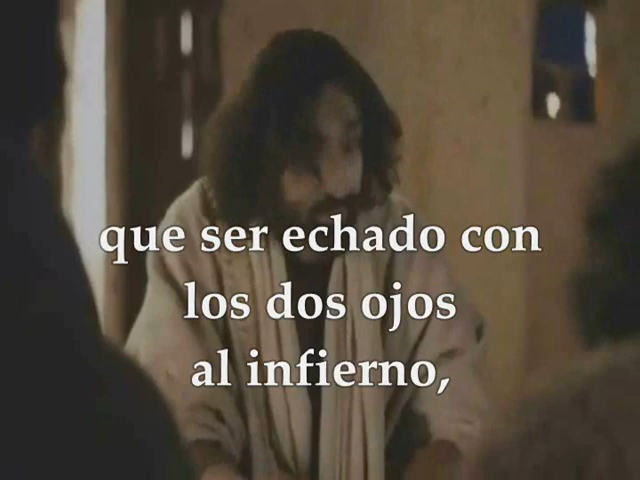 que ser echado con
los dos ojos
al infierno,